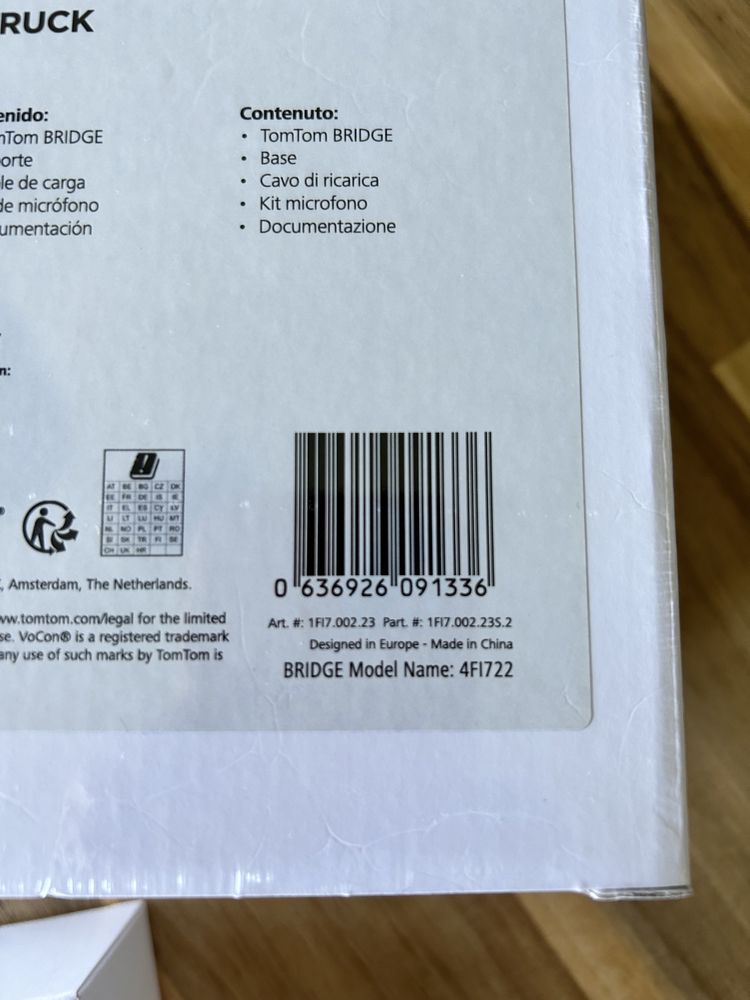 RUCK
enido:
nTom BRIDGE
orte
le de carga
de micrófono
umentación
Contenuto:
• TomTom BRIDGE
• Base
• Cavo di ricarica
• Kit microfono
• Documentazione
n:
AT BE BG CZ DK
EE FR DE IS IE
IT EL ES CY LV
LI LT LU HU MT
NL NO PL PT RO
SI SK TR FI SE
CH UK HR
®
, Amsterdam, The Netherlands.
ww.tomtom.com/legal for the limited
se. VoCon® is a registered trademark
any use of such marks by TomTom is
0 636926 091336
Art. #: 1FI7.002.23 Part. #: 1FI7.002.23S.2
Designed in Europe - Made in China
BRIDGE Model Name: 4FI722